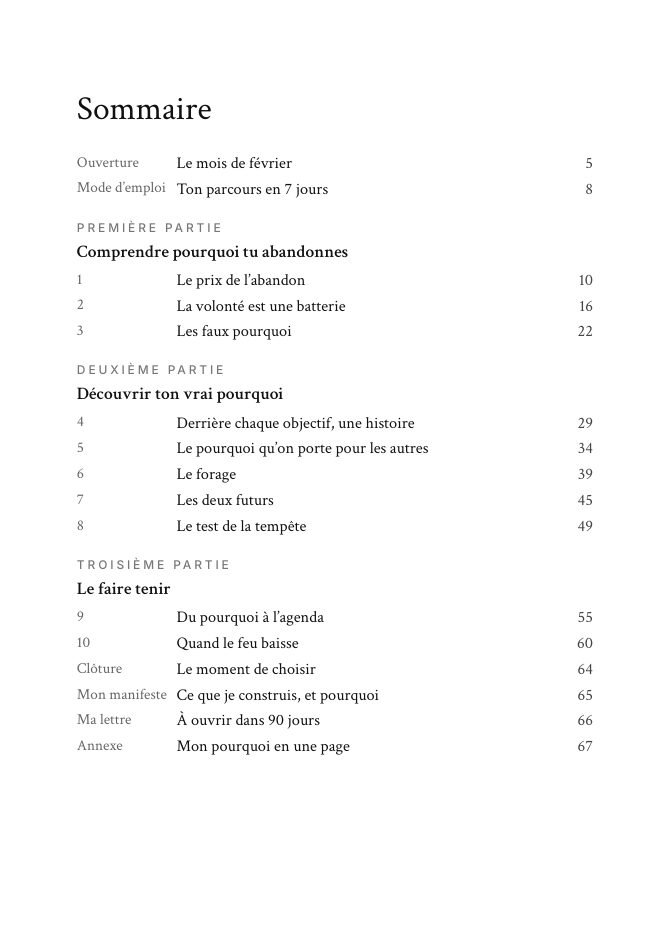 Sommaire
Ouverture Le mois de février 5
Mode d’emploi Ton parcours en 7 jours 8
PREMIÈRE PARTIE
Comprendre pourquoi tu abandonnes
1 Le prix de l’abandon 10
2 La volonté est une batterie 16
3 Les faux pourquoi 22
DEUXIÈME PARTIE
Découvrir ton vrai pourquoi
4 Derrière chaque objectif, une histoire 29
5 Le pourquoi qu’on porte pour les autres 34
6 Le forage 39
7 Les deux futurs 45
8 Le test de la tempête 49
TROISIÈME PARTIE
Le faire tenir
9 Du pourquoi à l’agenda 55
10 Quand le feu baisse 60
Clôture Le moment de choisir 64
Mon manifeste Ce que je construis, et pourquoi 65
Ma lettre À ouvrir dans 90 jours 66
Annexe Mon pourquoi en une page 67